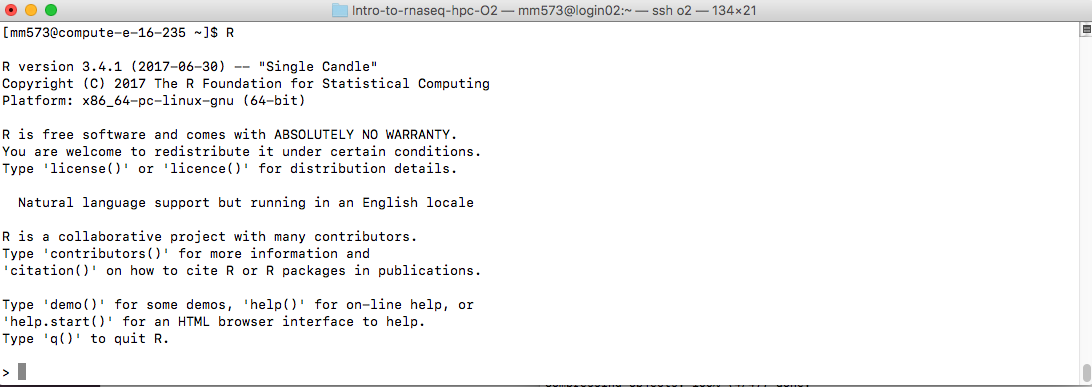 Intro-to-rnaseq-hpc-O2 — mm573@login02:~ — ssh o2 — 134×21
[mm573@compute-e-16-235 ~]$ R
R version 3.4.1 (2017-06-30) -- "Single Candle"
Copyright (C) 2017 The R Foundation for Statistical Computing
Platform: x86_64-pc-linux-gnu (64-bit)
R is free software and comes with ABSOLUTELY NO WARRANTY.
You are welcome to redistribute it under certain conditions.
Type 'license()' or 'licence()' for distribution details.
Natural language support but running in an English locale
R is a collaborative project with many contributors.
Type 'contributors()' for more information and
'citation()' on how to cite R or R packages in publications.
Type 'demo()' for some demos, 'help()' for on-line help, or
'help.start()' for an HTML browser interface to help.
Type 'q()' to quit R.
>